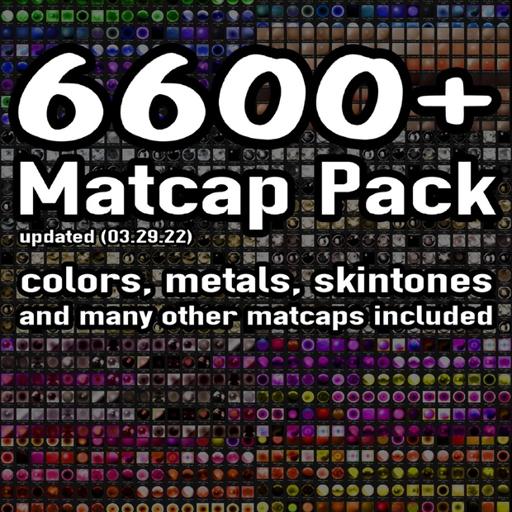 6600+
Matcap Pack
updated (03.29.22)
colors, metals, skintones
and many other matcaps included